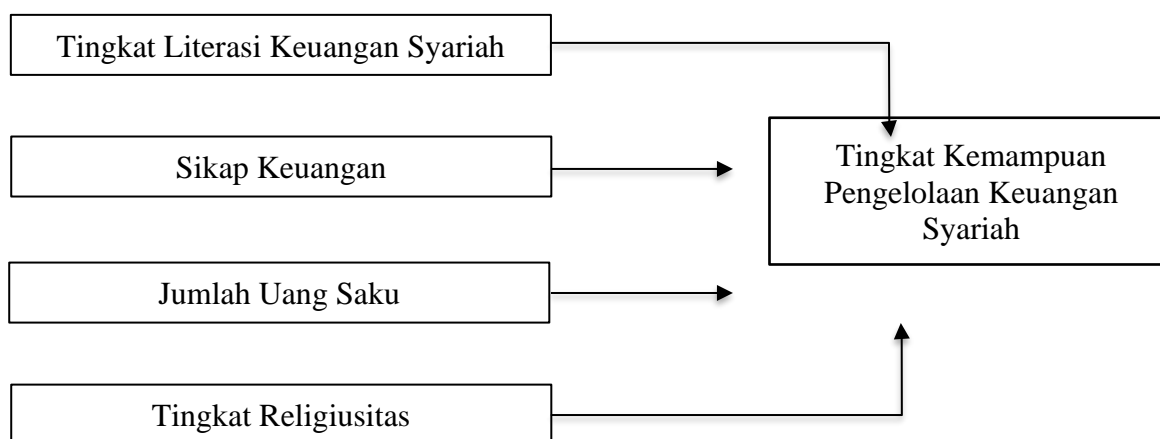 Tingkat Literasi Keuangan Syariah
Sikap Keuangan
Jumlah Uang Saku
Tingkat Religiusitas
Tingkat Kemampuan
Pengelolaan Keuangan
Syariah